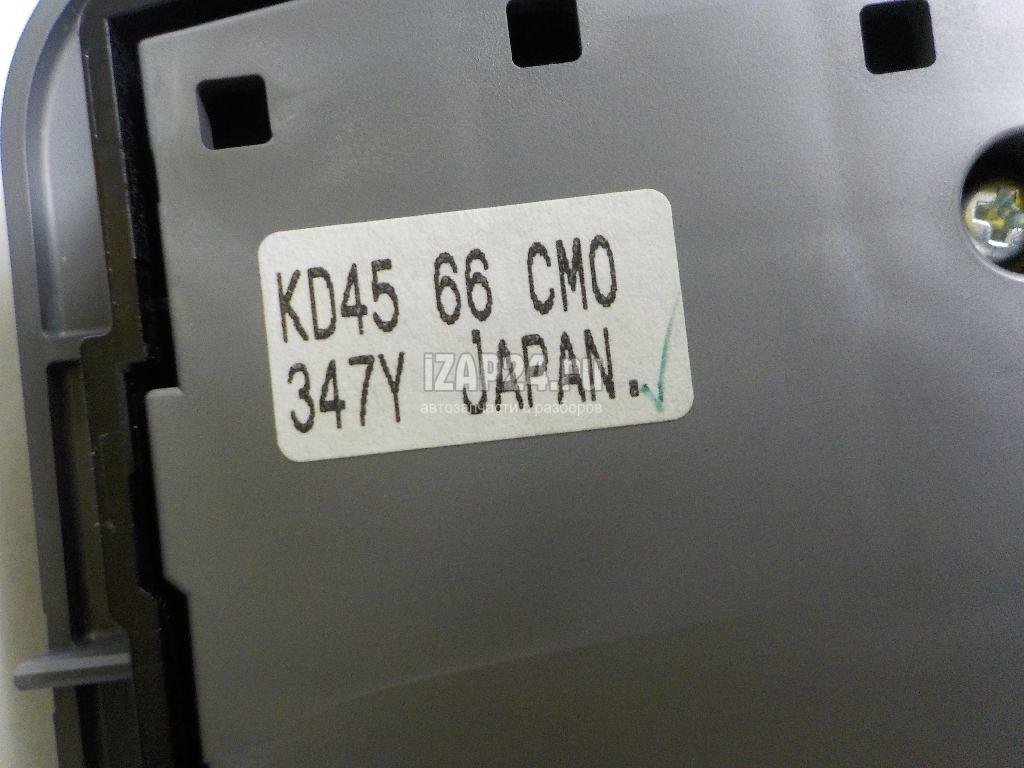 KD45 66 CM0
347Y JAPAN.
iZAP24.ru
автозапчасти с разборов